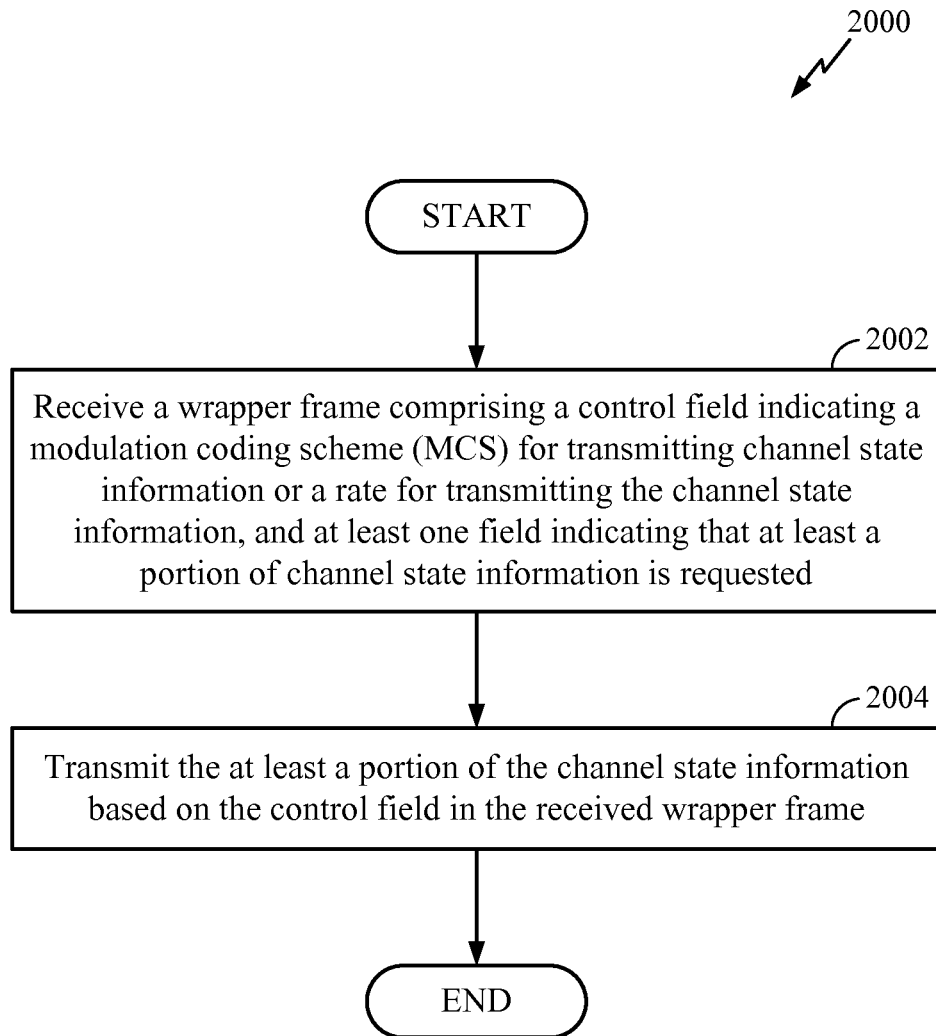 2000
START
2002
Receive a wrapper frame comprising a control field indicating a
modulation coding scheme (MCS) for transmitting channel state
information or a rate for transmitting the channel state
information, and at least one field indicating that at least a
portion of channel state information is requested
2004
Transmit the at least a portion of the channel state information
based on the control field in the received wrapper frame
END